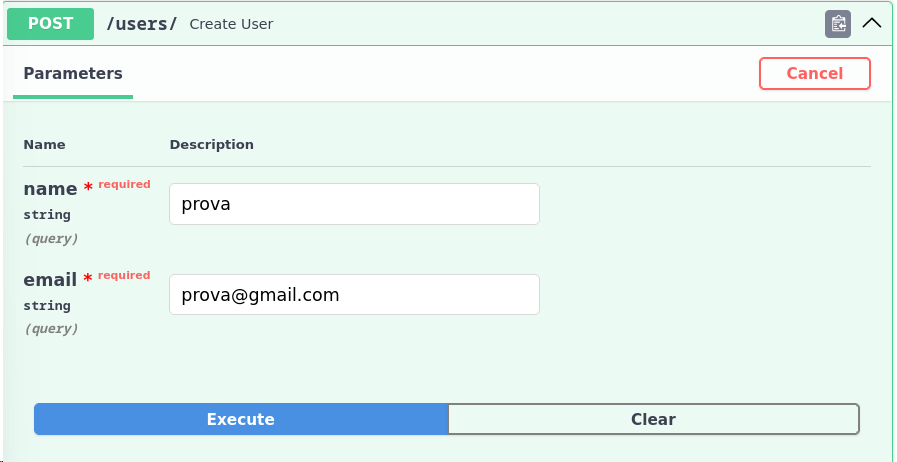 POST /users/ Create User
Parameters
Cancel
Name Description
name * required
string
(query)
prova
email * required
string
(query)
prova@gmail.com
Execute Clear